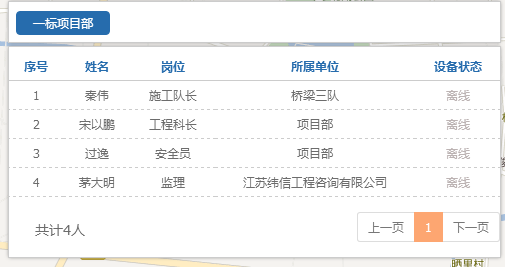 一标项目部
序号 姓名 岗位 所属单位 设备状态
1 秦伟 施工队长 桥梁三队 离线
2 宋以鹏 工程科长 项目部 离线
3 过逸 安全员 项目部 离线
4 茅大明 监理 江苏纬信工程咨询有限公司 离线
共计4人 上一页 1 下一页
晒里村